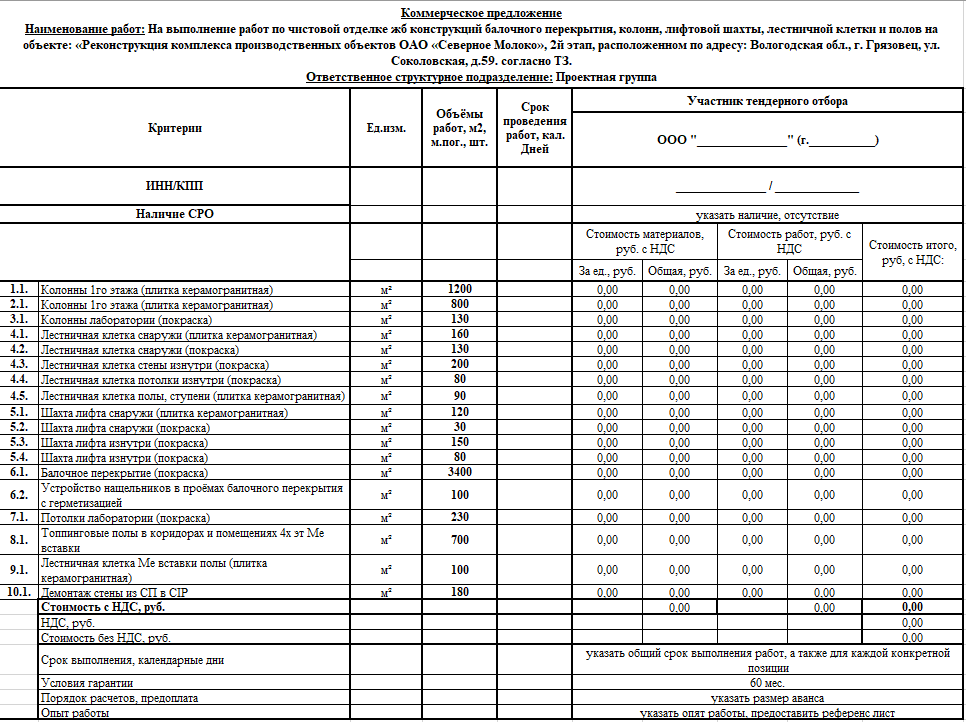 Коммерческое предложение
Наименование работ: На выполнение работ по чистовой отделке жб конструкций балочного перекрытия, колонн, лифтовой шахты, лестничной клетки и полов на
объекте: «Реконструкция комплекса производственных объектов ОАО «Северное Молоко», 2й этап, расположенном по адресу: Вологодская обл., г. Грязовец, ул.
Соколовская, д.59. согласно ТЗ.
Ответственное структурное подразделение: Проектная группа
Критерии
Ед.изм.
Объёмы
работ, м2,
м.пог., шт.
Срок
проведения
работ, кал.
Дней
Участник тендерного отбора
ООО "_______________" (г.___________)
ИНН/КПП
_______________ / ______________
Наличие СРО
указать наличие, отсутствие
Стоимость материалов,
руб. с НДС
Стоимость работ, руб. с
НДС
Стоимость итого,
руб, с НДС:
За ед., руб. Общая, руб. За ед., руб. Общая, руб.
1.1. Колонны 1го этажа (плитка керамогранитная) м² 1200 0,00 0,00 0,00 0,00 0,00
2.1. Колонны 1го этажа (плитка керамогранитная) м² 800 0,00 0,00 0,00 0,00 0,00
3.1. Колонны лаборатории (покраска) м² 130 0,00 0,00 0,00 0,00 0,00
4.1. Лестничная клетка снаружи (плитка керамогранитная) м² 160 0,00 0,00 0,00 0,00 0,00
4.2. Лестничная клетка снаружи (покраска) м² 130 0,00 0,00 0,00 0,00 0,00
4.3. Лестничная клетка стены изнутри (покраска) м² 200 0,00 0,00 0,00 0,00 0,00
4.4. Лестничная клетка потолки изнутри (покраска) м² 80 0,00 0,00 0,00 0,00 0,00
4.5. Лестничная клетка полы, ступени (плитка керамогранитная) м² 90 0,00 0,00 0,00 0,00 0,00
5.1. Шахта лифта снаружи (плитка керамогранитная) м² 120 0,00 0,00 0,00 0,00 0,00
5.2. Шахта лифта снаружи (покраска) м² 30 0,00 0,00 0,00 0,00 0,00
5.3. Шахта лифта изнутри (покраска) м² 150 0,00 0,00 0,00 0,00 0,00
5.4. Шахта лифта изнутри (покраска) м² 80 0,00 0,00 0,00 0,00 0,00
6.1. Балочное перекрытие (покраска) м² 3400 0,00 0,00 0,00 0,00 0,00
6.2. Устройство нащельников в проёмах балочного перекрытия
с герметизацией м² 100 0,00 0,00 0,00 0,00 0,00
7.1. Потолки лаборатории (покраска) м² 230 0,00 0,00 0,00 0,00 0,00
8.1. Топпинговые полы в коридорах и помещениях 4х эт Ме
вставки м² 700 0,00 0,00 0,00 0,00 0,00
9.1. Лестничная клетка Ме вставки полы (плитка
керамогранитная) м² 100 0,00 0,00 0,00 0,00 0,00
10.1. Демонтаж стены из СП в CIP м² 180 0,00 0,00 0,00 0,00 0,00
Стоимость с НДС, руб. 0,00 0,00 0,00
НДС, руб. 0,00
Стоимость без НДС, руб. 0,00
Срок выполнения, календарные дни
указать общий срок выполнения работ, а также для каждой конкретной
позиции
Условия гарантии 60 мес.
Порядок расчетов, предоплата указать размер аванса
Опыт работы указать опят работы, предоставить референс лист